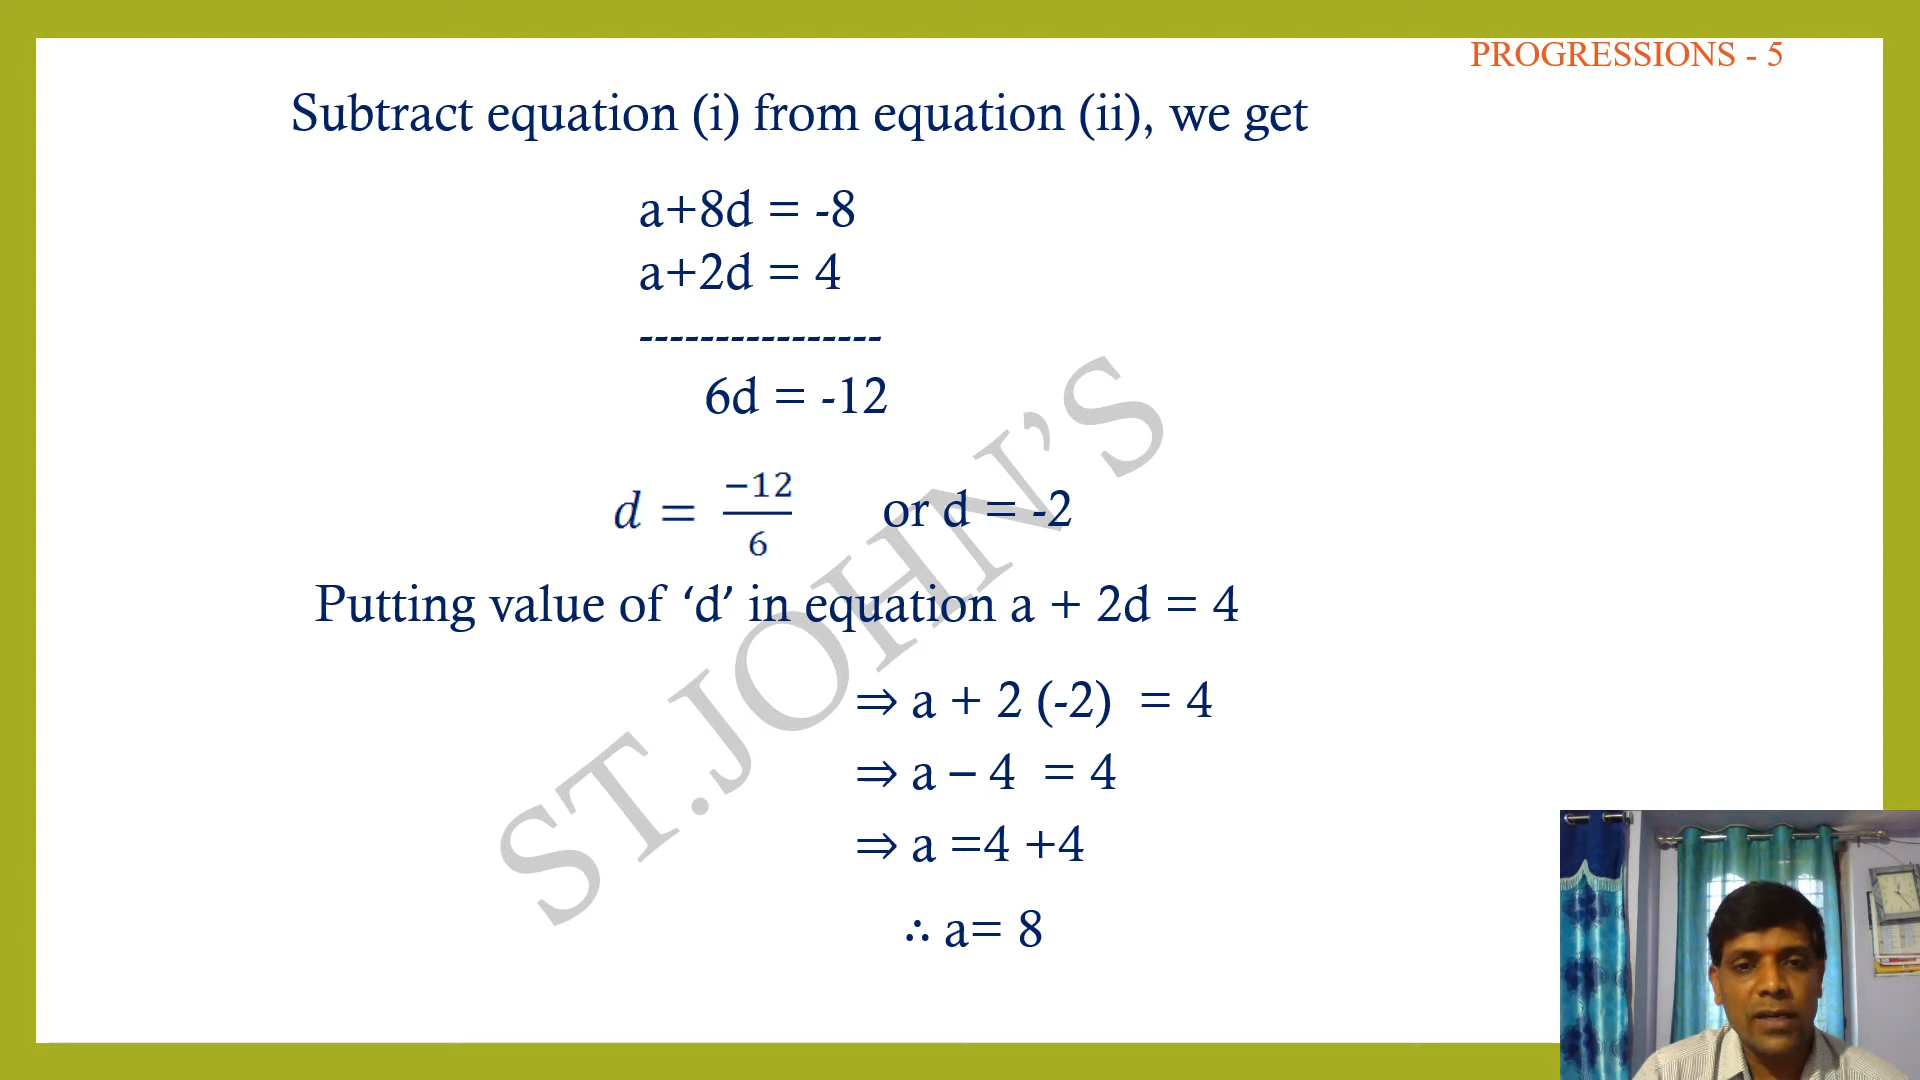 PROGRESSIONS - 5
Subtract equation (i) from equation (ii), we get
a+8d = -8
a+2d = 4
----------------
6d = -12
d = −12/6 or d = -2
Putting value of ‘d’ in equation a + 2d = 4
⇒ a + 2 (-2) = 4
⇒ a – 4 = 4
⇒ a =4 +4
∴ a= 8
ST.JOHN’S